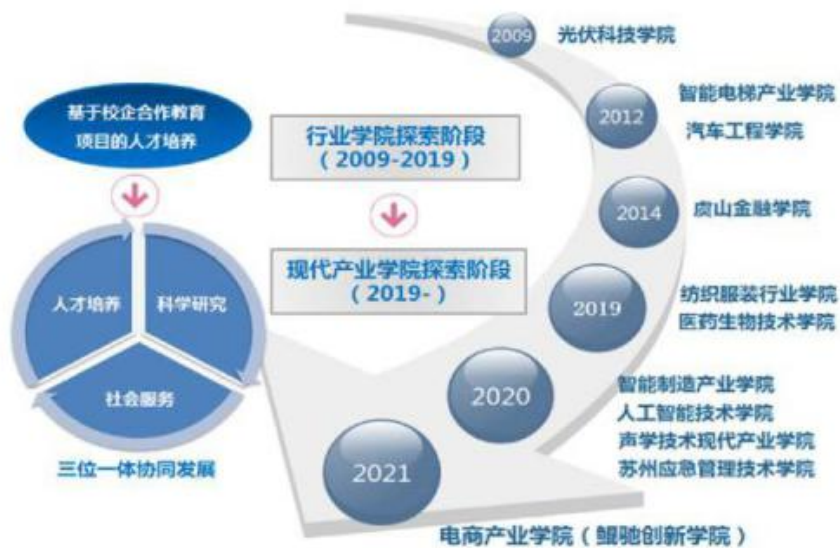 2009
光伏科技学院
基于校企合作教育
项目的人才培养
行业学院探索阶段
（2009-2019）
2012
智能电梯产业学院
汽车工程学院
2014
虞山金融学院
现代产业学院探索阶段
（2019-）
2019
纺织服装行业学院
医药生物技术学院
人才培养
科学研究
社会服务
三位一体协同发展
2020
智能制造产业学院
人工智能技术学院
声学技术现代产业学院
苏州应急管理技术学院
2021
电商产业学院（鲲驰创新学院）